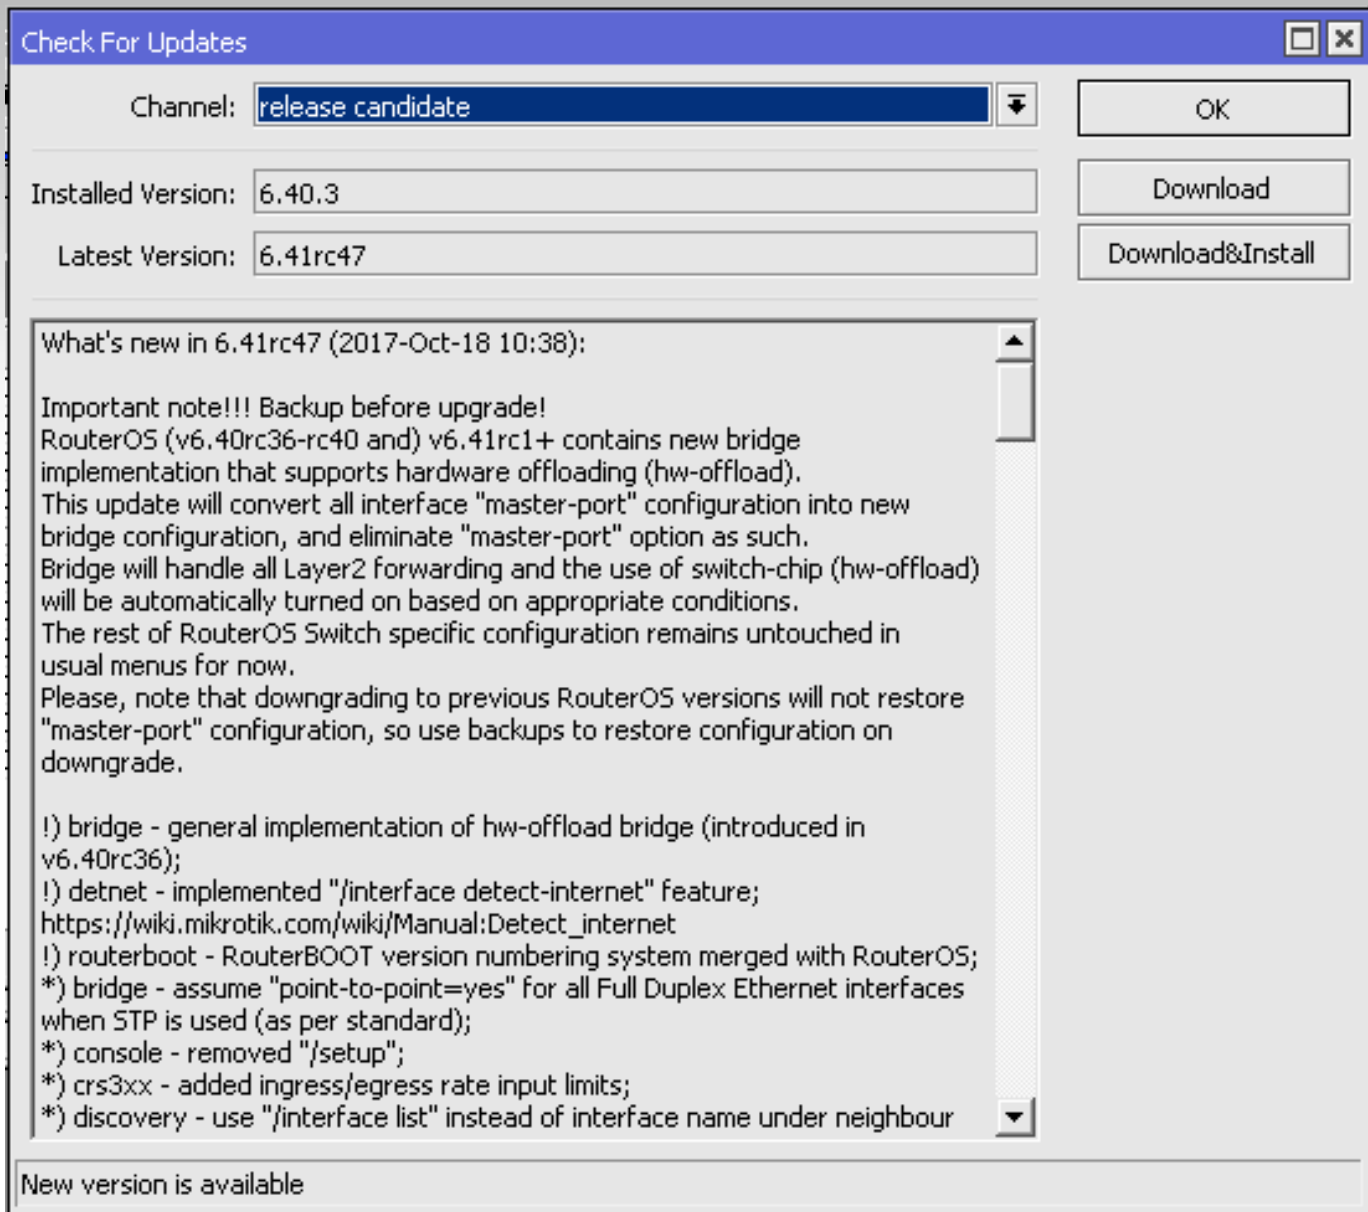 Check For Updates
Channel: release candidate
OK
Installed Version: 6.40.3
Download
Latest Version: 6.41rc47
Download&Install
What's new in 6.41rc47 (2017-Oct-18 10:38):
Important note!!! Backup before upgrade!
RouterOS (v6.40rc36-rc40 and) v6.41rc1+ contains new bridge
implementation that supports hardware offloading (hw-offload).
This update will convert all interface "master-port" configuration into new
bridge configuration, and eliminate "master-port" option as such.
Bridge will handle all Layer2 forwarding and the use of switch-chip (hw-offload)
will be automatically turned on based on appropriate conditions.
The rest of RouterOS Switch specific configuration remains untouched in
usual menus for now.
Please, note that downgrading to previous RouterOS versions will not restore
"master-port" configuration, so use backups to restore configuration on
downgrade.
!) bridge - general implementation of hw-offload bridge (introduced in
v6.40rc36);
!) detnet - implemented "/interface detect-internet" feature;
https://wiki.mikrotik.com/wiki/Manual:Detect_internet
!) routerboot - RouterBOOT version numbering system merged with RouterOS;
*) bridge - assume "point-to-point=yes" for all Full Duplex Ethernet interfaces
when STP is used (as per standard);
*) console - removed "/setup";
*) crs3xx - added ingress/egress rate input limits;
*) discovery - use "/interface list" instead of interface name under neighbour
New version is available